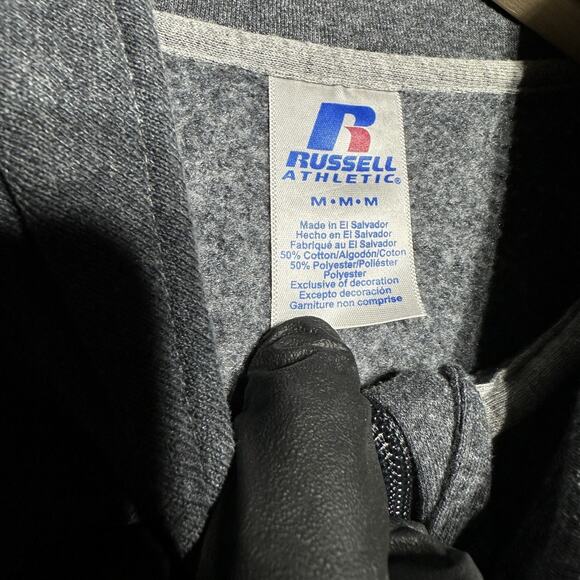 R
RUSSELL
ATHLETIC®
M•M•M
Made in El Salvador
Hecho en El Salvador
Fabriqué au El Salvador
50% Cotton/Algodón/Coton
50% Polyester/Poliéster
Polyester
Exclusive of decoration
Excepto decoración
Garniture non comprise